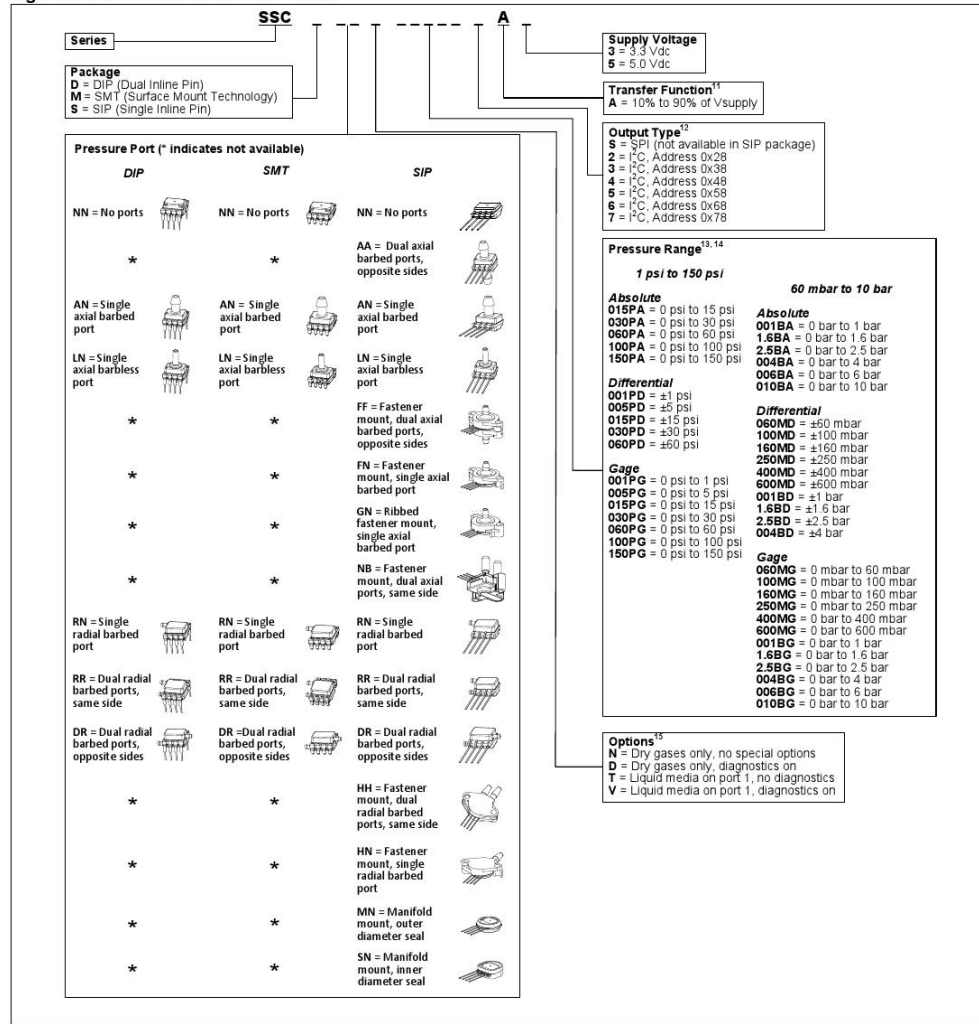 SSC
A
Series
Package
D = DIP (Dual Inline Pin)
M = SMT (Surface Mount Technology)
S = SIP (Single Inline Pin)
Supply Voltage
3 = 3.3 Vdc
5 = 5.0 Vdc
Transfer Function11
A = 10% to 90% of Vsupply
Output Type12
S = SPI (not available in SIP package)
2 = I2C, Address 0x28
3 = I2C, Address 0x38
4 = I2C, Address 0x48
5 = I2C, Address 0x58
6 = I2C, Address 0x68
7 = I2C, Address 0x78
Pressure Port (* indicates not available)
DIP
SMT
SIP
NN = No ports
NN = No ports
NN = No ports
*
*
AA = Dual axial
barbed ports,
opposite sides
AN = Single
axial barbed
port
AN = Single
axial barbed
port
AN = Single
axial barbed
port
LN = Single
axial barbless
port
LN = Single
axial barbless
port
LN = Single
axial barbless
port
*
*
FF = Fastener
mount, dual axial
barbed ports,
opposite sides
*
*
FN = Fastener
mount, single axial
barbed port
*
*
GN = Ribbed
fastener mount,
single axial
barbed port
*
*
NB = Fastener
mount, dual axial
ports, same side
RN = Single
radial barbed
port
RN = Single
radial barbed
port
RN = Single
radial barbed
port
RR = Dual radial
barbed ports,
same side
RR = Dual radial
barbed ports,
same side
RR = Dual radial
barbed ports,
same side
DR = Dual radial
barbed ports,
opposite sides
DR =Dual radial
barbed ports,
opposite sides
DR = Dual radial
barbed ports,
opposite sides
*
*
HH = Fastener
mount, dual
radial barbed
ports, same side
*
*
HN = Fastener
mount, single
radial barbed
port
*
*
MN = Manifold
mount, outer
diameter seal
*
*
SN = Manifold
mount, inner
diameter seal
Pressure Range13, 14
1 psi to 150 psi
Absolute
015PA = 0 psi to 15 psi
030PA = 0 psi to 30 psi
060PA = 0 psi to 60 psi
100PA = 0 psi to 100 psi
150PA = 0 psi to 150 psi
Differential
001PD = ±1 psi
005PD = ±5 psi
015PD = ±15 psi
030PD = ±30 psi
060PD = ±60 psi
Gage
001PG = 0 psi to 1 psi
005PG = 0 psi to 5 psi
015PG = 0 psi to 15 psi
030PG = 0 psi to 30 psi
060PG = 0 psi to 60 psi
100PG = 0 psi to 100 psi
150PG = 0 psi to 150 psi
60 mbar to 10 bar
Absolute
001BA = 0 bar to 1 bar
1.6BA = 0 bar to 1.6 bar
2.5BA = 0 bar to 2.5 bar
004BA = 0 bar to 4 bar
006BA = 0 bar to 6 bar
010BA = 0 bar to 10 bar
Differential
060MD = ±60 mbar
100MD = ±100 mbar
160MD = ±160 mbar
250MD = ±250 mbar
400MD = ±400 mbar
600MD = ±600 mbar
001BD = ±1 bar
1.6BD = ±1.6 bar
2.5BD = ±2.5 bar
004BD = ±4 bar
Gage
060MG = 0 mbar to 60 mbar
100MG = 0 mbar to 100 mbar
160MG = 0 mbar to 160 mbar
250MG = 0 mbar to 250 mbar
400MG = 0 bar to 400 mbar
600MG = 0 bar to 600 mbar
001BG = 0 bar to 1 bar
1.6BG = 0 bar to 1.6 bar
2.5BG = 0 bar to 2.5 bar
004BG = 0 bar to 4 bar
006BG = 0 bar to 6 bar
010BG = 0 bar to 10 bar
Options15
N = Dry gases only, no special options
D = Dry gases only, diagnostics on
T = Liquid media on port 1, no diagnostics
V = Liquid media on port 1, diagnostics on